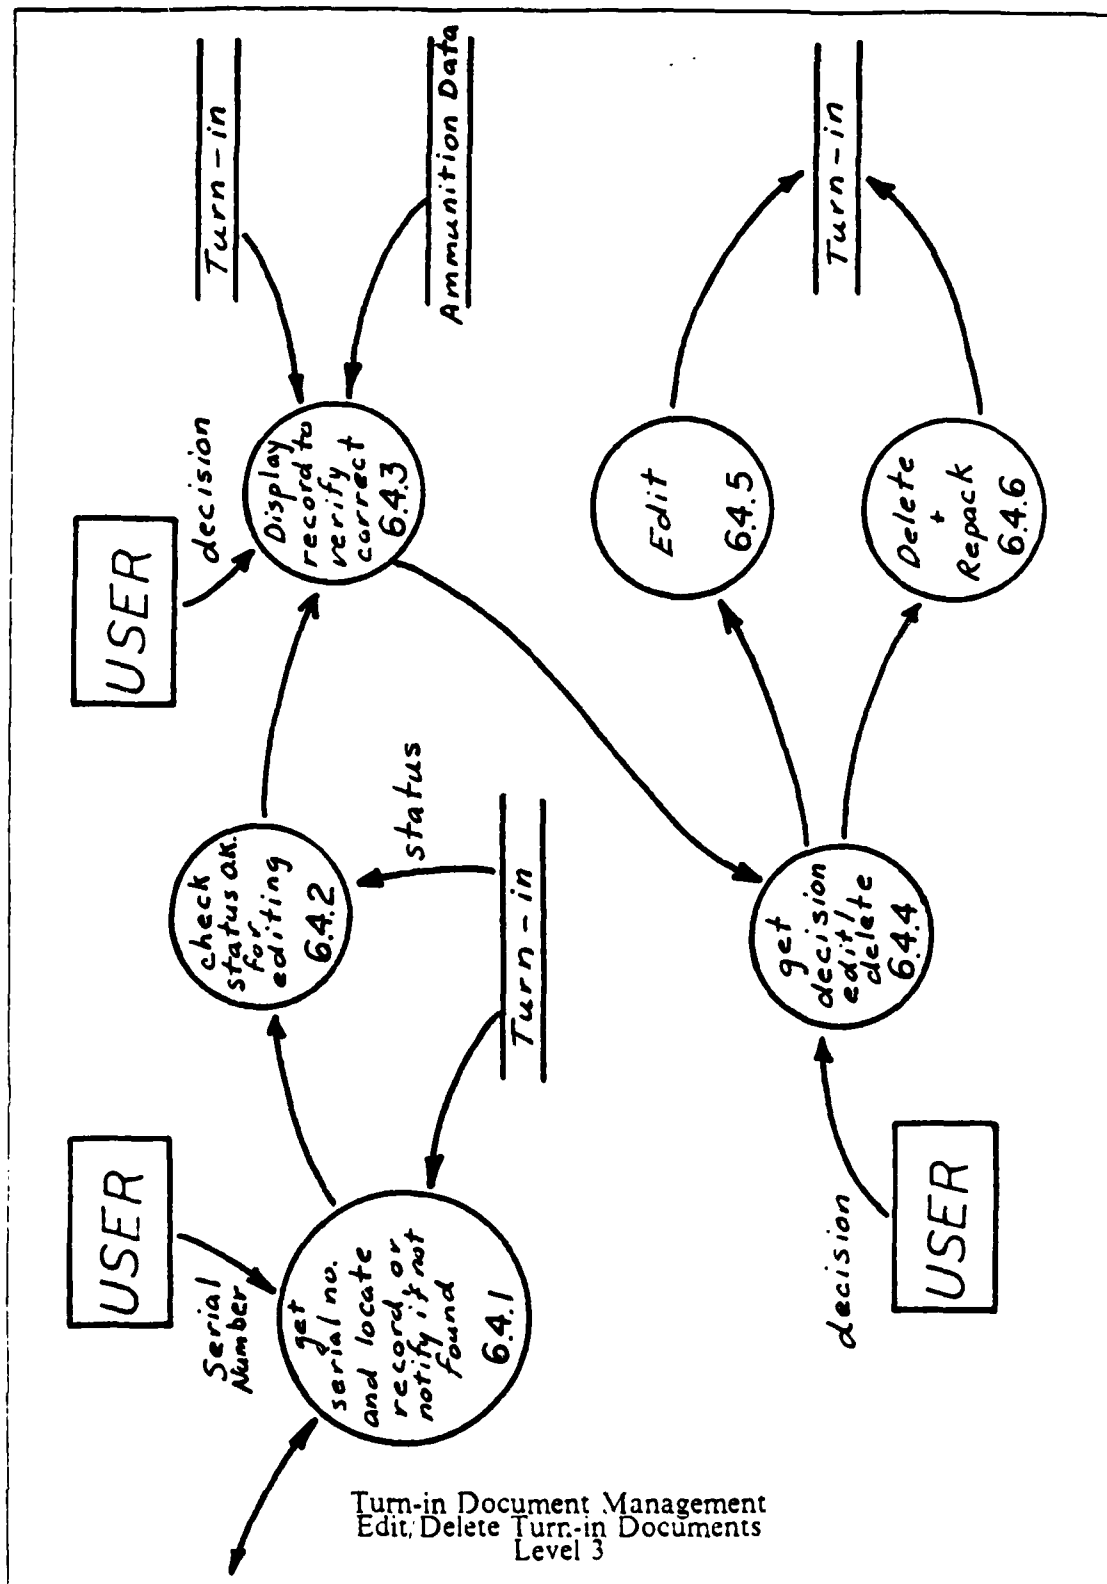 USER
Serial
Number
get
serial no.
and locate
record, or
notify if not
found
6.4.1
check
status o.k.
for
editing
6.4.2
status
Turn-in
USER
decision
Display
record to
verify
correct
6.4.3
Turn-in
Ammunition Data
USER
decision
get
decision
edit/
delete
6.4.4
Edit
6.4.5
Delete
+
Repack
6.4.6
Turn-in
Turn-in Document Management
Edit/Delete Turn-in Documents
Level 3